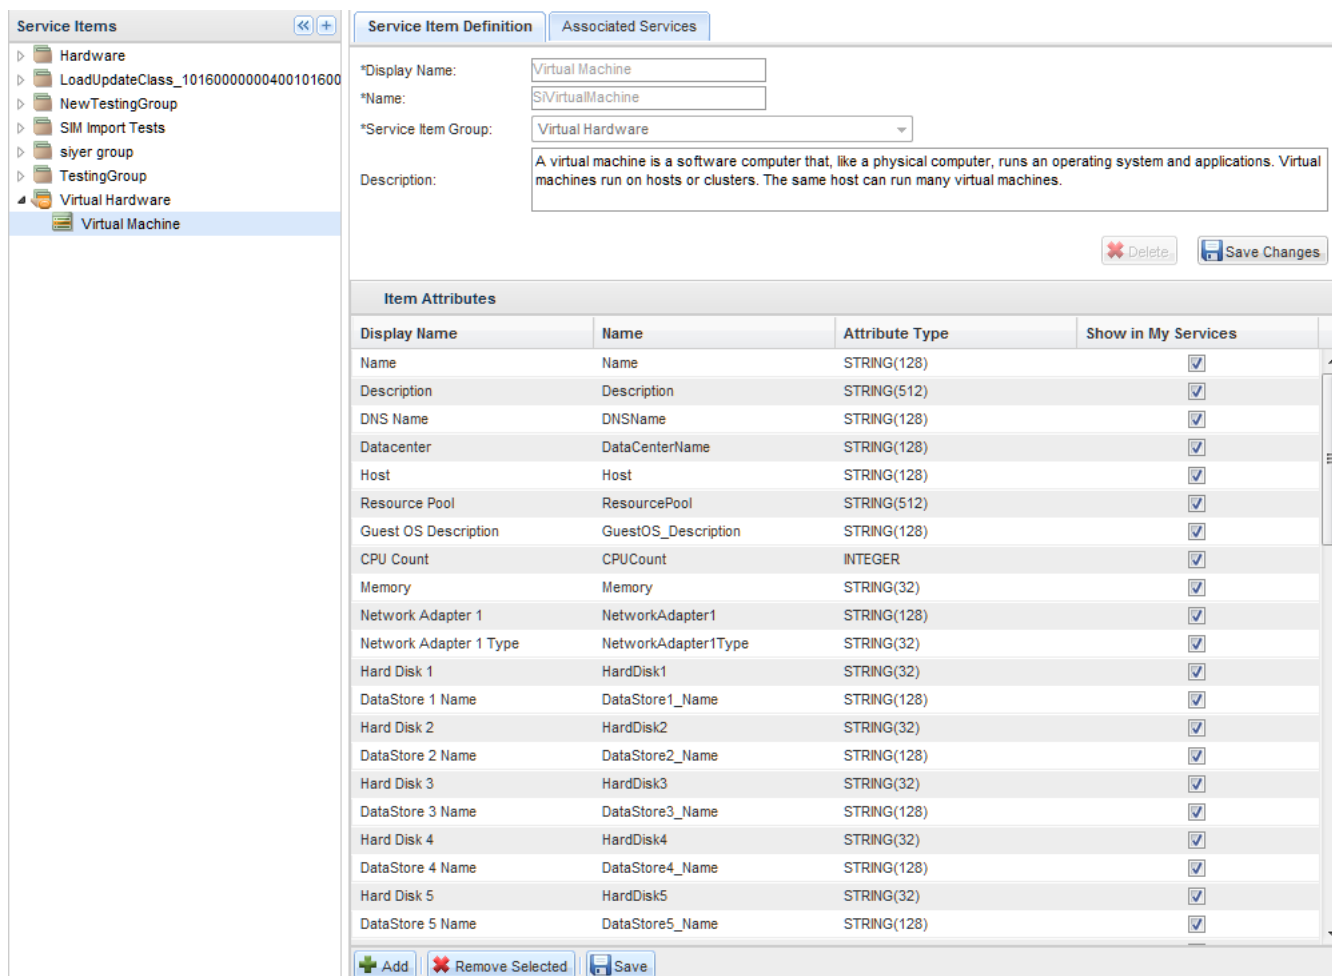 Service Items
Hardware
LoadUpdateClass_10160000000400101600
NewTestingGroup
SIM Import Tests
siyer group
TestingGroup
Virtual Hardware
Virtual Machine
Service Item Definition
Associated Services
*Display Name:
Virtual Machine
*Name:
SiVirtualMachine
*Service Item Group:
Virtual Hardware
Description:
A virtual machine is a software computer that, like a physical computer, runs an operating system and applications. Virtual
machines run on hosts or clusters. The same host can run many virtual machines.
Delete
Save Changes
Item Attributes
Display Name Name Attribute Type Show in My Services
Name Name STRING(128)
Description Description STRING(512)
DNS Name DNSName STRING(128)
Datacenter DataCenterName STRING(128)
Host Host STRING(128)
Resource Pool ResourcePool STRING(512)
Guest OS Description GuestOS_Description STRING(128)
CPU Count CPUCount INTEGER
Memory Memory STRING(32)
Network Adapter 1 NetworkAdapter1 STRING(128)
Network Adapter 1 Type NetworkAdapter1Type STRING(32)
Hard Disk 1 HardDisk1 STRING(32)
DataStore 1 Name DataStore1_Name STRING(128)
Hard Disk 2 HardDisk2 STRING(32)
DataStore 2 Name DataStore2_Name STRING(128)
Hard Disk 3 HardDisk3 STRING(32)
DataStore 3 Name DataStore3_Name STRING(128)
Hard Disk 4 HardDisk4 STRING(32)
DataStore 4 Name DataStore4_Name STRING(128)
Hard Disk 5 HardDisk5 STRING(32)
DataStore 5 Name DataStore5_Name STRING(128)
Add Remove Selected Save